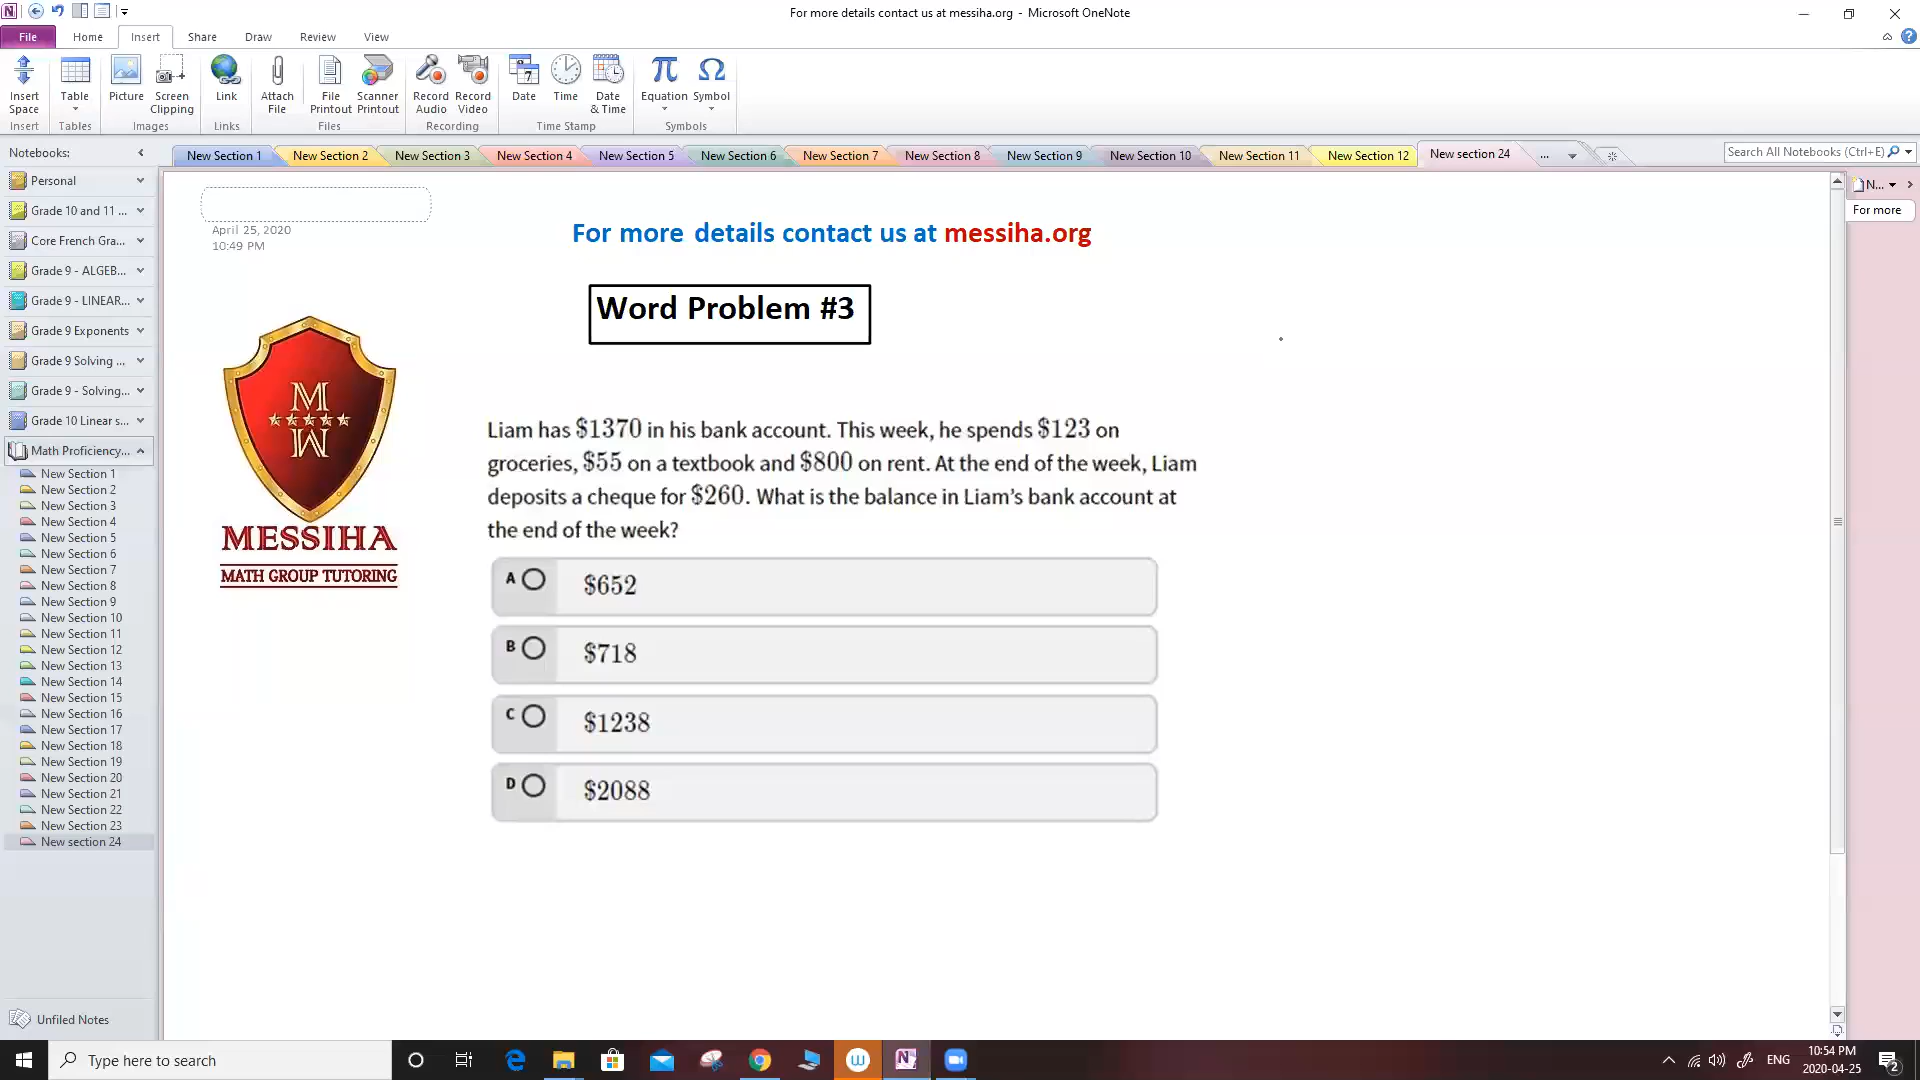 For more details contact us at messiha.org - Microsoft OneNote
File Home Insert Share Draw Review View
Insert Space Table Picture Screen Clipping Link Attach File File Printout Scanner Printout Record Audio Record Video Date Time Date & Time Equation Symbol
Insert Tables Images Links Files Recording Time Stamp Symbols
Notebooks: New Section 1 New Section 2 New Section 3 New Section 4 New Section 5 New Section 6 New Section 7 New Section 8 New Section 9 New Section 10 New Section 11 New Section 12 New section 24 ... Search All Notebooks (Ctrl+E)
Personal
Grade 10 and 11 ...
Core French Gra...
Grade 9 - ALGEB...
Grade 9 - LINEAR...
Grade 9 Exponents
Grade 9 Solving ...
Grade 9 - Solving...
Grade 10 Linear s...
Math Proficiency...
New Section 1
New Section 2
New Section 3
New Section 4
New Section 5
New Section 6
New Section 7
New Section 8
New Section 9
New Section 10
New Section 11
New Section 12
New Section 13
New Section 14
New Section 15
New Section 16
New Section 17
New Section 18
New Section 19
New Section 20
New Section 21
New Section 22
New Section 23
New section 24
Unfiled Notes
N...
For more
April 25, 2020
10:49 PM
For more details contact us at messiha.org
Word Problem #3
M
M
MESSIHA
MATH GROUP TUTORING
Liam has $1370 in his bank account. This week, he spends $123 on
groceries, $55 on a textbook and $800 on rent. At the end of the week, Liam
deposits a cheque for $260. What is the balance in Liam's bank account at
the end of the week?
A $652
B $718
C $1238
D $2088
Type here to search
ENG
10:54 PM
2020-04-25
2